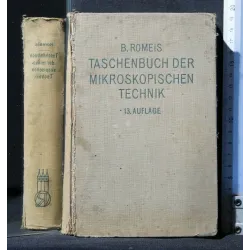 B. ROMEIS
TASCHENBUCH DER
MIKROSKOPISCHEN
TECHNIK
-13. AUFLAGE